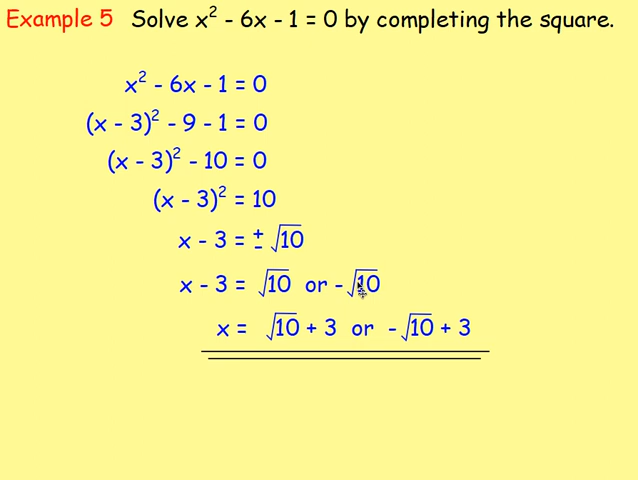 Example 5 Solve x² - 6x - 1 = 0 by completing the square.
x² - 6x - 1 = 0
(x - 3)² - 9 - 1 = 0
(x - 3)² - 10 = 0
(x - 3)² = 10
x - 3 = ±√10
x - 3 = √10 or -√10
x = √10 + 3 or -√10 + 3